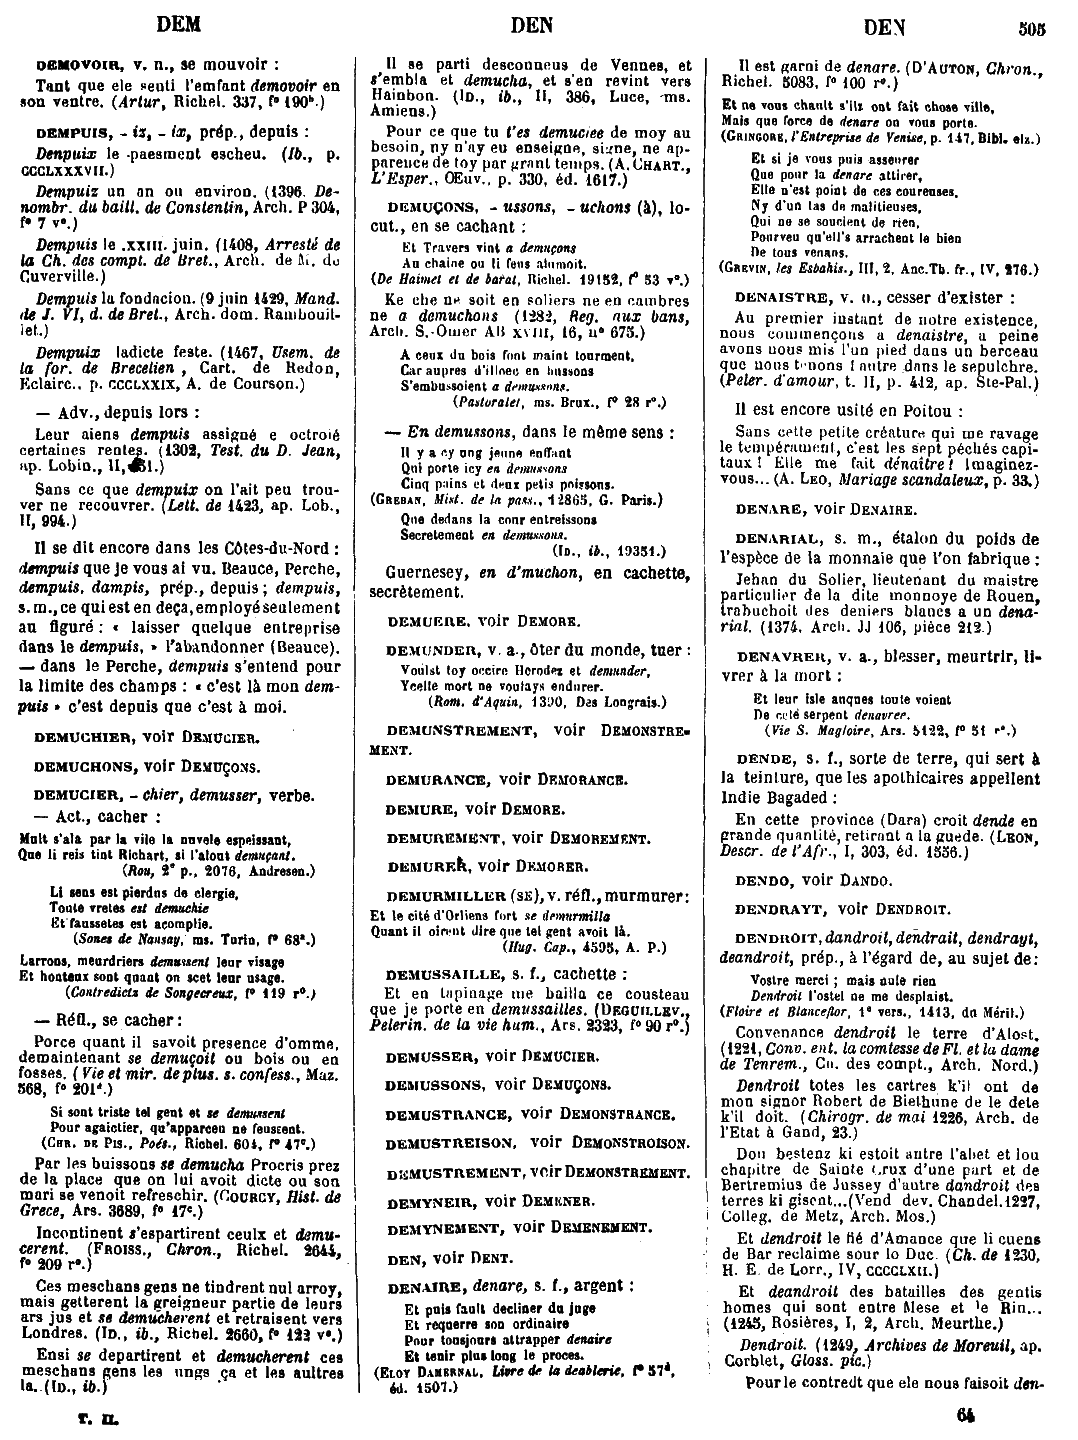 DEM DEN DEN 505
DEMOVOIR, v. n., se mouvoir :
Tant que ele senti l'emfant demovoir en
son ventre. (Artur, Richel. 337, f° 190ᵇ.)
DEMPUIS, - ix, - ix, prép., depuis :
Denpuix le paesment escheu. (Ib., p.
CCCLXXXVII.)
Dempuiz un an ou environ. (1396. De-
nombr. du baill. de Constentin, Arch. P 304,
f° 7 v°.)
Dempuis le .XXIII. juin. (1408, Arresté de
la Ch. des compt. de Bret., Arch. de M. de
Cuverville.)
Dempuis la fondacion. (9 juin 1429, Mand.
de J. VI, d. de Bret., Arch. dom. Rambouil-
let.)
Dempuix ladicte feste. (1467, Usem. de
la for. de Brecelien, Cart. de Redon,
Eclairc., p. CCCLXXIX, A. de Courson.)
— Adv., depuis lors :
Leur aiens dempuis assigné e octroié
certaines rentes. (1302, Test. du D. Jean,
ap. Lobin., II, 51.)
Sans ce que dempuix on l'ait peu trou-
ver ne recouvrer. (Lett. de 1423, ap. Lob.,
II, 994.)
Il se dit encore dans les Côtes-du-Nord :
dempuis que je vous ai vu. Beauce, Perche,
dempuis, dampis, prép., depuis ; dempuis,
s. m., ce qui est en deça, employé seulement
au figuré : « laisser quelque entreprise
dans le dempuis, » l'abandonner (Beauce).
— dans le Perche, dempuis s'entend pour
la limite des champs : « c'est là mon dem-
puis » c'est depuis que c'est à moi.
DEMUCHIER, voir DEMUCIER.
DEMUCHONS, voir DEMUÇONS.
DEMUCIER, - chier, demusser, verbe.
— Act., cacher :
Mult s'ala par la vile la nuvele espeissant,
Que li reis tint Richart, si l'alout demuçant.
(Rou, 2ᵉ p., 2076, Andresen.)
Li sens est pierdus de clergie,
Toute vretes est demuchie
Et faussetes est acomplie.
(Sones de Nansay, ms. Turin, f° 68ᵃ.)
Larrons, meurdriers demussent leur visage
Et honteux sont quant on scet leur usage.
(Contredictz de Songecreux, f° 119 r°.)
— Réfl., se cacher :
Porce quant il savoit presence d'omme,
demaintenant se demuçoit ou bois ou en
fosses. (Vie et mir. de plus. s. confess., Maz.
568, f° 201ᵈ.)
Si sont triste tel gent et se demussent
Pour agaictier, qu'apparceu ne feussent.
(CHR. DE PIS., Poés., Richel. 604, f° 47ᶜ.)
Par les buissons se demucha Procris prez
de la place que on lui avoit dicte ou son
mari se venoit refreschir. (COURCY, Hist. de
Grece, Ars. 3689, f° 17ᶜ.)
Incontinent s'espartirent ceulx et demu-
cerent. (FROISS., Chron., Richel. 2644,
f° 209 r°.)
Ces meschans gens ne tindrent nul arroy,
mais getterent la greigneur partie de leurs
ars jus et se demucherent et retraisent vers
Londres. (ID., ib., Richel. 2660, f° 123 v°.)
Ensi se departirent et demucherent ces
meschans gens les ungs ça et les aultres
la. (ID., ib.)
T. II.
Il se parti desconneus de Vennes, et
s'embla et demucha, et s'en revint vers
Hainbon. (ID., ib., II, 386, Luce, ms.
Amiens.)
Pour ce que tu t'es demuciee de moy au
besoin, ny n'ay eu enseigne, signe, ne ap-
parence de toy par grant temps. (A. CHART.,
L'Esper., Œuv., p. 330, éd. 1617.)
DEMUÇONS, - ussons, - uchons (à), lo-
cut., en se cachant :
Et Travers vint a demuçons
Au chaine ou li feus alumoit.
(De Haimet et de barat, Richel. 19152, f° 53 v°.)
Ke che ne soit en soliers ne en cambres
ne a demuchons (1282, Reg. aux bans,
Arch. S.-Omer AB XVIII, 16, n° 675.)
A ceux du bois font maint tourment,
Car aupres d'illuec en bussons
S'embussoient a demussons.
(Pastoralet, ms. Brux., f° 28 r°.)
— En demussons, dans le même sens :
Il y a cy ung jeune enffant
Qui porte icy en demussons
Cinq pains et deux petis poissons.
(GREBAN, Mist. de la pass., 12865, G. Paris.)
Que dedans la cour entreissons
Secretement en demussons.
(ID., ib., 19351.)
Guernesey, en d'muchon, en cachette,
secrètement.
DEMUERE, voir DEMORE.
DEMUNDER, v. a., ôter du monde, tuer :
Voulst toy occire Herodez et demunder,
Ycelle mort ne voulays endurer.
(Rom. d'Aquin, 1390, Des Longrais.)
DEMUNSTREMENT, voir DEMONSTRE-
MENT.
DEMURANCE, voir DEMORANCE.
DEMURE, voir DEMORE.
DEMUREMENT, voir DEMOREMENT.
DEMURER, voir DEMORER.
DEMURMILLER (SE), v. réfl., murmurer :
Et le cité d'Orliens fort se demurmilla
Quant il oirent dire que tel gent avoit là.
(Hug. Cap., 4595, A. P.)
DEMUSSAILLE, s. f., cachette :
Et en tapinage me bailla ce cousteau
que je porte en demussailles. (DEGUILLEV.,
Pelerin. de la vie hum., Ars. 2323, f° 90 r°.)
DEMUSSER, voir DEMUCIER.
DEMUSSONS, voir DEMUÇONS.
DEMUSTRANCE, voir DEMONSTRANCE.
DEMUSTREISON, voir DEMONSTROISON.
DEMUSTREMENT, voir DEMONSTREMENT.
DEMYNEIR, voir DEMENER.
DEMYNEMENT, voir DEMENEMENT.
DEN, voir DENT.
DENAIRE, denare, s. f., argent :
Et puis fault decliner du juge
Et requerre son ordinaire
Pour tousjours attrapper denaire
Et tenir plus long le proces.
(ELOY DAMERNAL, Livre de la deablerie, f° 57ᵈ,
éd. 1507.)
Il est garni de denare. (D'AUTON, Chron.,
Richel. 5083, f° 100 r°.)
Et ne vous chault s'ilz ont fait chose ville,
Mais que force de denare on vous porte.
(GRINGORE, l'Entreprise de Venise, p. 147, Bibl. elz.)
Et si je vous puis asseurer
Que pour la denare attirer,
Elle n'est point de ces coureuses,
Ny d'un tas de malitieuses,
Qui ne se soucient de rien,
Pourveu qu'ell's arrachent le bien
De tous venans.
(GREVIN, les Esbahis., III, 2, Anc. Th. fr., IV, 276.)
DENAISTRE, v. n., cesser d'exister :
Au premier instant de notre existence,
nous commençons a denaistre, a peine
avons nous mis l'un pied dans un berceau
que nous tenons l autre dans le sepulchre.
(Peler. d'amour, t. II, p. 442, ap. Ste-Pal.)
Il est encore usité en Poitou :
Sans cette petite créature qui me ravage
le tempérament, c'est les sept péchés capi-
taux ! Elle me fait dénaître ! Imaginez-
vous... (A. LEO, Mariage scandaleux, p. 33.)
DENARE, voir DENAIRE.
DENARIAL, s. m., étalon du poids de
l'espèce de la monnaie que l'on fabrique :
Jehan du Solier, lieutenant du maistre
particulier de la dite monnoye de Rouen,
trabuchoit des deniers blancs a un dena-
rial. (1374, Arch. JJ 106, pièce 212.)
DENAVRER, v. a., blesser, meurtrir, li-
vrer à la mort :
Et leur isle auques toute voient
De celé serpent denavree.
(Vie S. Magloire, Ars. 5122, f° 51 r°.)
DENDE, s. f., sorte de terre, qui sert à
la teinture, que les apothicaires appellent
Indie Bagaded :
En cette province (Dara) croit dende en
grande quantité, retirant a la guede. (LEON,
Descr. de l'Afr., I, 303, éd. 1556.)
DENDO, voir DANDO.
DENDRAYT, voir DENDROIT.
DENDROIT, dandroit, dendrait, dendrayt,
deandroit, prép., à l'égard de, au sujet de :
Vostre merci ; mais nule rien
Dendroit l'ostel ne me desplaist.
(Floire et Blanceflor, 1ᵉ vers., 1413, du Méril.)
Convenance dendroit le terre d'Alost.
(1221, Conv. ent. la comtesse de Fl. et la dame
de Tenrem., Ch. des compt., Arch. Nord.)
Dendroit totes les cartres k'il ont de
mon signor Robert de Biethune de le dete
k'il doit. (Chirogr. de mai 1226, Arch. de
l'Etat à Gand, 23.)
Dou bestenz ki estoit autre l'abet et lou
chapitre de Sainte Crux d'une part et de
Bertremius de Jussey d'autre dandroit des
terres ki gisent...(Vend dev. Chandel. 1227,
Colleg. de Metz, Arch. Mos.)
Et dendroit le fié d'Amance que li cuens
de Bar reclaime sour lo Duc. (Ch. de 1230,
H. E. de Lorr., IV, CCCCLXII.)
Et deandroit des batailles des gentis
homes qui sont entre Mese et le Rin...
(1245, Rosières, I, 2, Arch. Meurthe.)
Dendroit. (1249, Archives de Moreuil, ap.
Corblet, Gloss. pic.)
Pour le contredt que ele nous faisoit den-
64